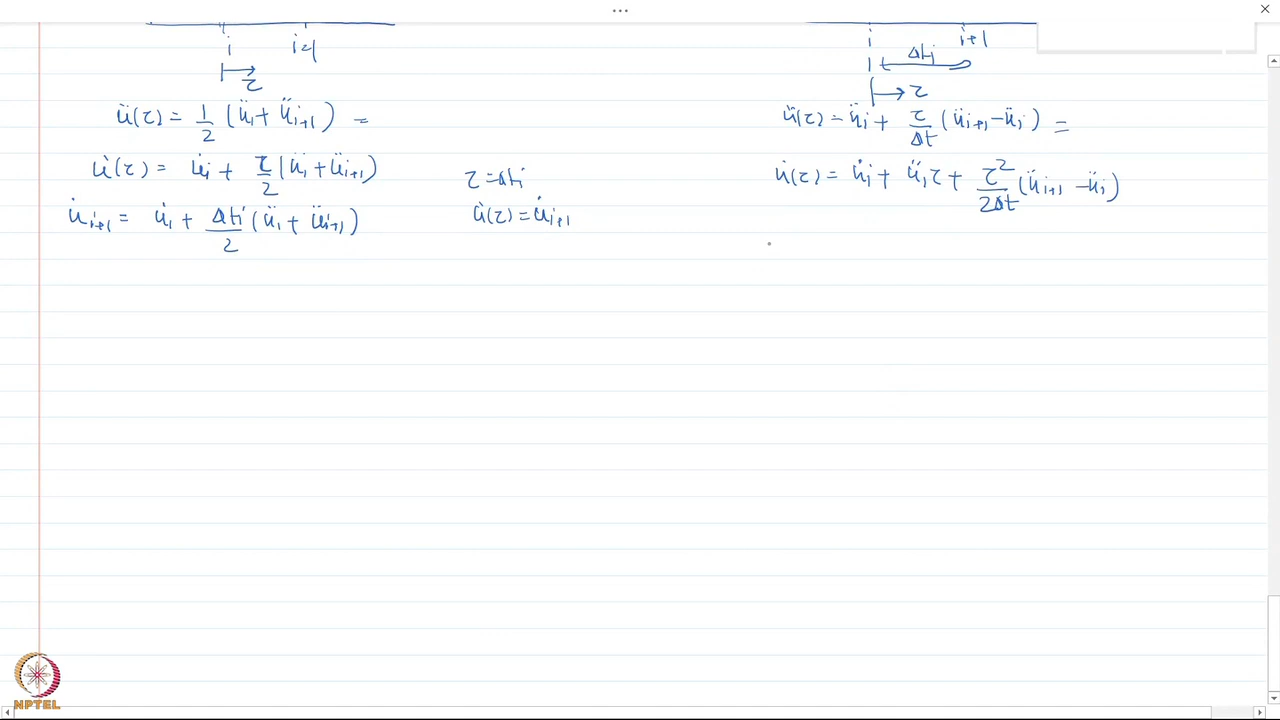 i i+1
τ
ü(τ) = 1/2 (üi + üi+1) =
u̇(τ) = u̇i + τ/2 (üi + üi+1)
u̇i+1 = u̇i + Δti/2 (üi + üi+1)
τ = Δti
u̇(τ) = u̇i+1
i i+1
Δti
τ
ü(τ) = üi + τ/Δt (üi+1 - üi) =
u̇(τ) = u̇i + üiτ + τ²/2Δt (üi+1 - üi)
NPTEL